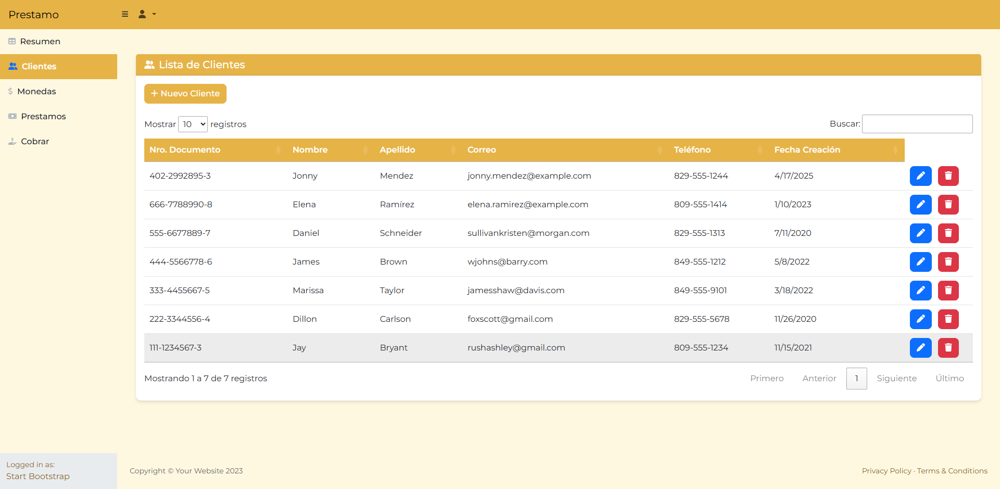 Prestamo
Resumen
Clientes
Monedas
Prestamos
Cobrar
Lista de Clientes
+ Nuevo Cliente
Mostrar 10 registros
Buscar:
Nro. Documento Nombre Apellido Correo Teléfono Fecha Creación
402-2992895-3 Jonny Mendez jonny.mendez@example.com 829-555-1244 4/17/2025
666-7788990-8 Elena Ramírez elena.ramirez@example.com 809-555-1414 1/10/2023
555-6677889-7 Daniel Schneider sullivankristen@morgan.com 829-555-1313 7/11/2020
444-5566778-6 James Brown wjohns@barry.com 849-555-1212 5/8/2022
333-4455667-5 Marissa Taylor jamesshaw@davis.com 849-555-9101 3/18/2022
222-3344556-4 Dillon Carlson foxscott@gmail.com 829-555-5678 11/26/2020
111-1234567-3 Jay Bryant rushashley@gmail.com 809-555-1234 11/15/2021
Mostrando 1 a 7 de 7 registros
Primero Anterior 1 Siguiente Último
Logged in as:
Start Bootstrap
Copyright © Your Website 2023
Privacy Policy · Terms & Conditions